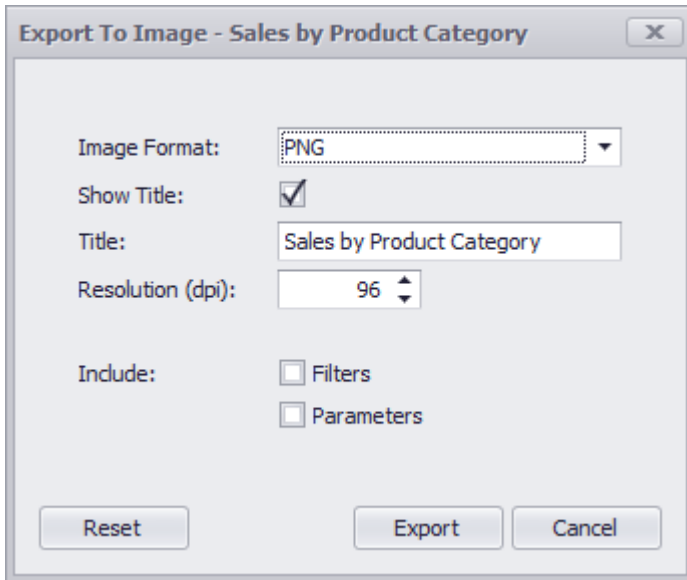 Export To Image - Sales by Product Category
Image Format: PNG
Show Title:
Title: Sales by Product Category
Resolution (dpi): 96
Include: Filters
Parameters
Reset Export Cancel